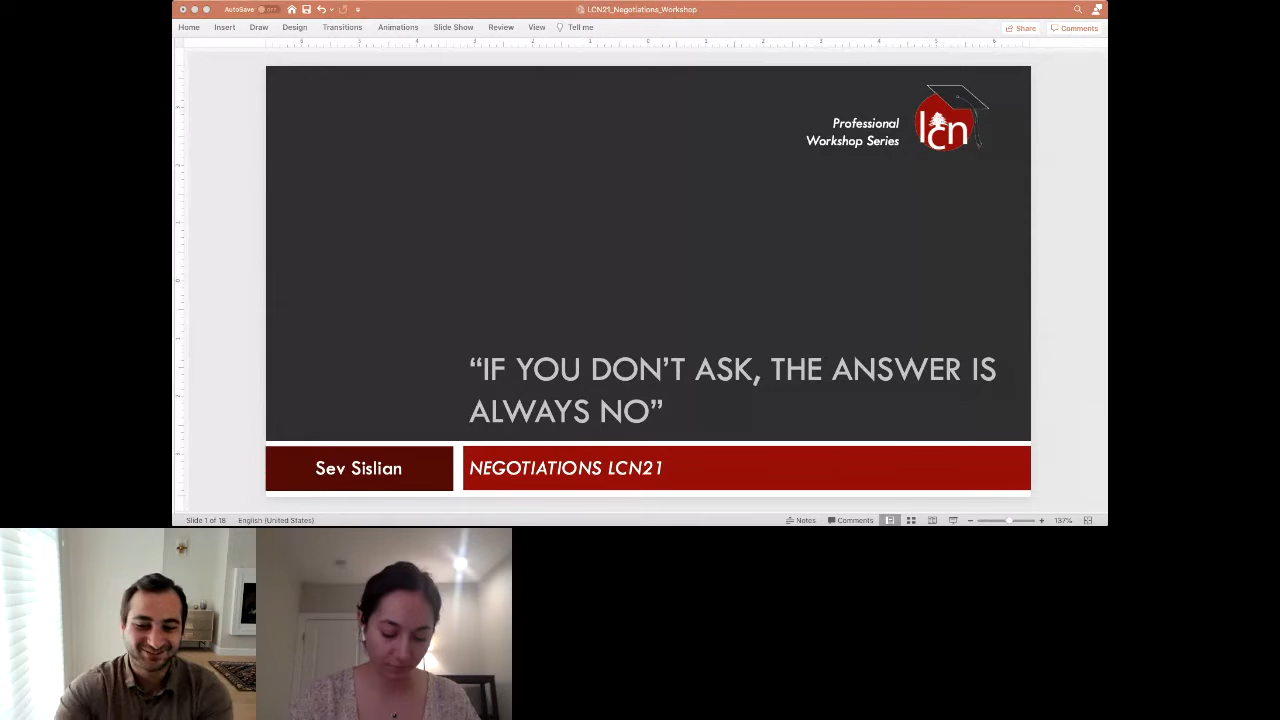 AutoSave OFF
LCN21_Negotiations_Workshop
Home Insert Draw Design Transitions Animations Slide Show Review View Tell me
Share Comments
Professional
Workshop Series
lcn
“IF YOU DON’T ASK, THE ANSWER IS
ALWAYS NO”
Sev Sislian
NEGOTIATIONS LCN21
Slide 1 of 18 English (United States) Notes Comments 137%